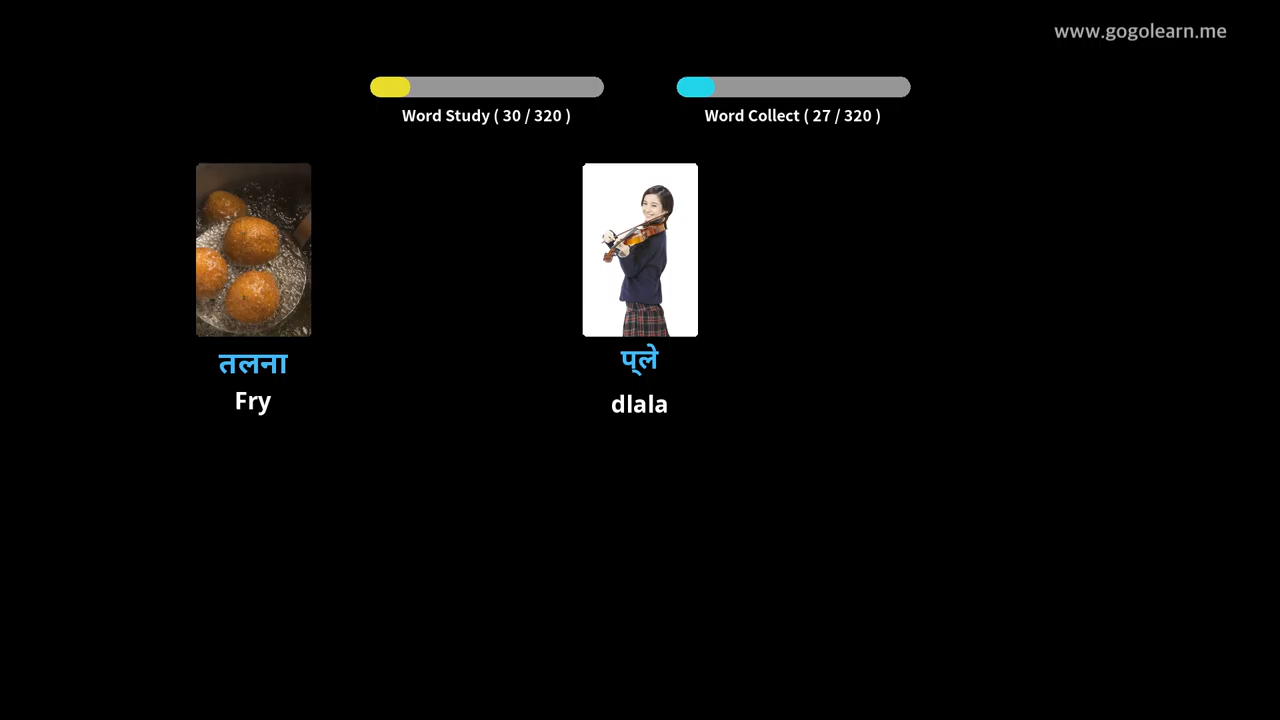 www.gogolearn.me
Word Study ( 30 / 320 )
Word Collect ( 27 / 320 )
तलना
Fry
प्ले
dlala